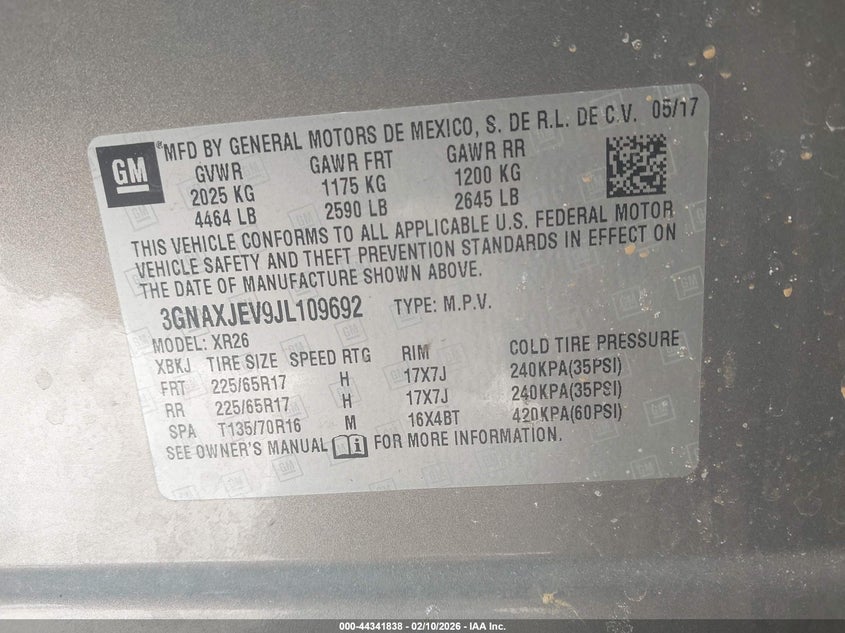 GM
® MFD BY GENERAL MOTORS DE MEXICO, S. DE R.L. DE C.V. 05/17
GVWR GAWR FRT GAWR RR
2025 KG 1175 KG 1200 KG
4464 LB 2590 LB 2645 LB
THIS VEHICLE CONFORMS TO ALL APPLICABLE U.S. FEDERAL MOTOR
VEHICLE SAFETY AND THEFT PREVENTION STANDARDS IN EFFECT ON
THE DATE OF MANUFACTURE SHOWN ABOVE.
3GNAXJEV9JL109692 TYPE: M.P.V.
MODEL: XR26
XBKJ TIRE SIZE SPEED RTG RIM COLD TIRE PRESSURE
FRT 225/65R17 H 17X7J 240KPA(35PSI)
RR 225/65R17 H 17X7J 240KPA(35PSI)
SPA T135/70R16 M 16X4BT 420KPA(60PSI)
SEE OWNER'S MANUAL FOR MORE INFORMATION.
000-44341838 - 02/10/2026 - IAA Inc.